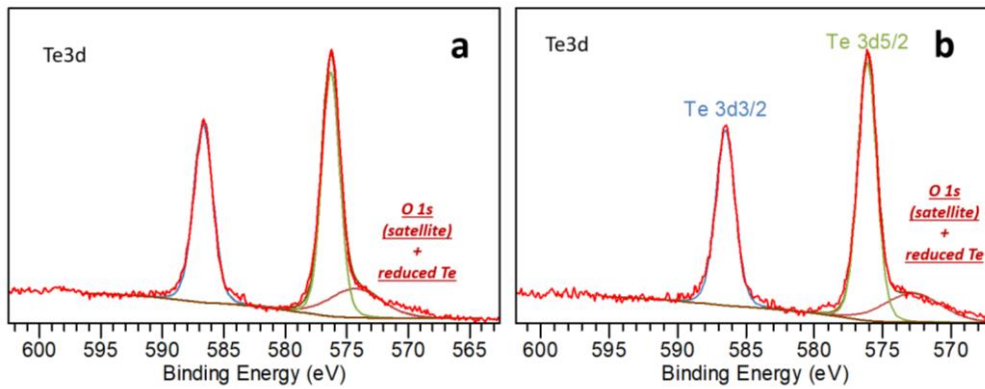 Te3d
a
O 1s
(satellite)
+
reduced Te
600 595 590 585 580 575 570 565
Binding Energy (eV)
Te3d
Te 3d5/2
b
Te 3d3/2
O 1s
(satellite)
+
reduced Te
600 595 590 585 580 575 570
Binding Energy (eV)